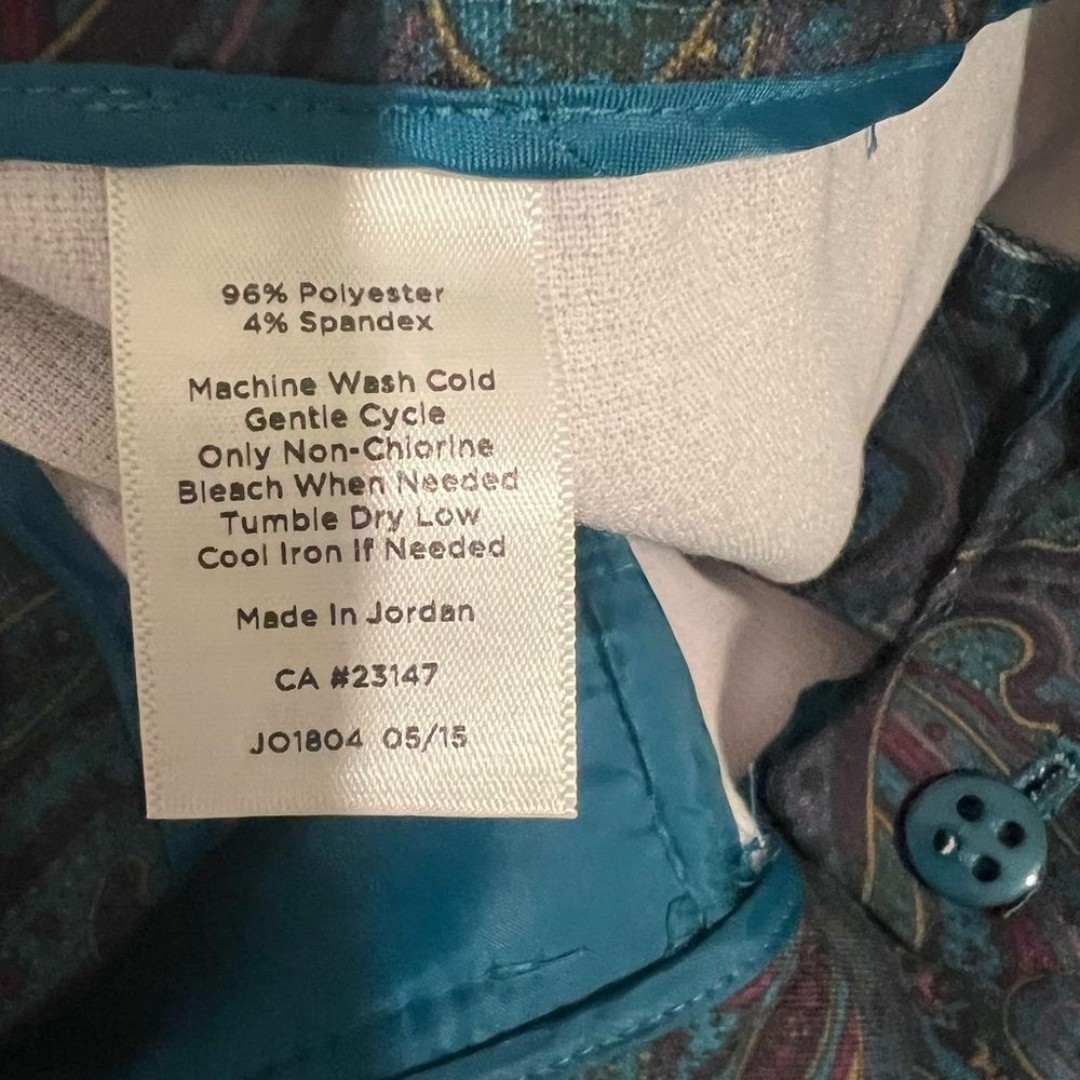 96% Polyester
4% Spandex
Machine Wash Cold
Gentle Cycle
Only Non-Chlorine
Bleach When Needed
Tumble Dry Low
Cool Iron If Needed
Made In Jordan
CA #23147
JO1804 05/15